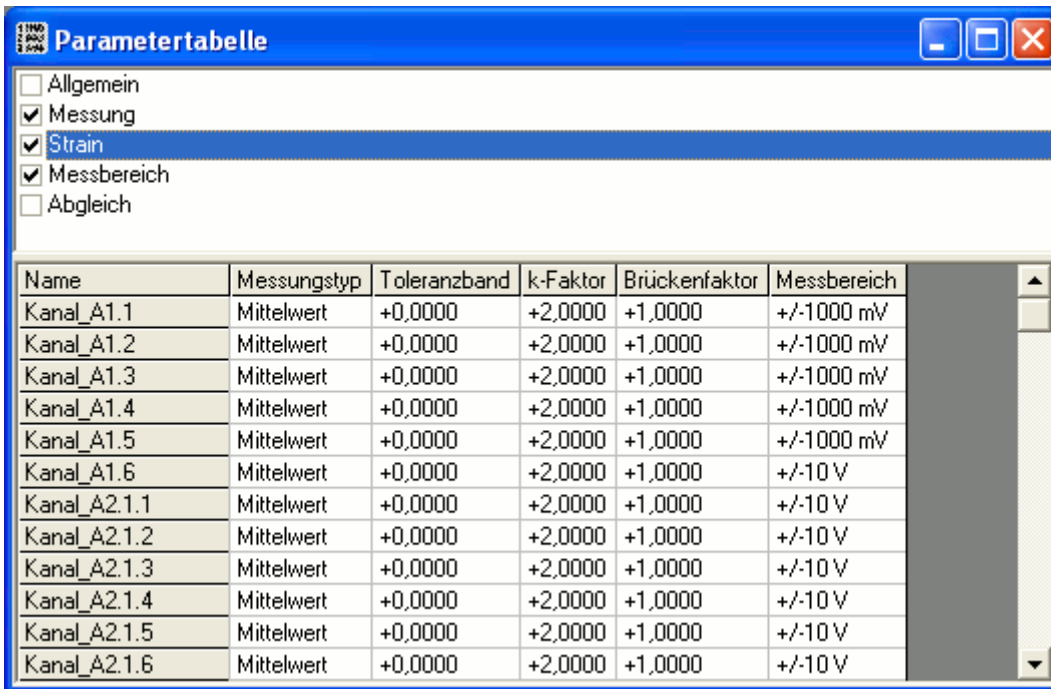 Parametertabelle
Allgemein
Messung
Strain
Messbereich
Abgleich
Name Messungstyp Toleranzband k-Faktor Brückenfaktor Messbereich
Kanal_A1.1 Mittelwert +0,0000 +2,0000 +1,0000 +/-1000 mV
Kanal_A1.2 Mittelwert +0,0000 +2,0000 +1,0000 +/-1000 mV
Kanal_A1.3 Mittelwert +0,0000 +2,0000 +1,0000 +/-1000 mV
Kanal_A1.4 Mittelwert +0,0000 +2,0000 +1,0000 +/-1000 mV
Kanal_A1.5 Mittelwert +0,0000 +2,0000 +1,0000 +/-1000 mV
Kanal_A1.6 Mittelwert +0,0000 +2,0000 +1,0000 +/-10 V
Kanal_A2.1.1 Mittelwert +0,0000 +2,0000 +1,0000 +/-10 V
Kanal_A2.1.2 Mittelwert +0,0000 +2,0000 +1,0000 +/-10 V
Kanal_A2.1.3 Mittelwert +0,0000 +2,0000 +1,0000 +/-10 V
Kanal_A2.1.4 Mittelwert +0,0000 +2,0000 +1,0000 +/-10 V
Kanal_A2.1.5 Mittelwert +0,0000 +2,0000 +1,0000 +/-10 V
Kanal_A2.1.6 Mittelwert +0,0000 +2,0000 +1,0000 +/-10 V